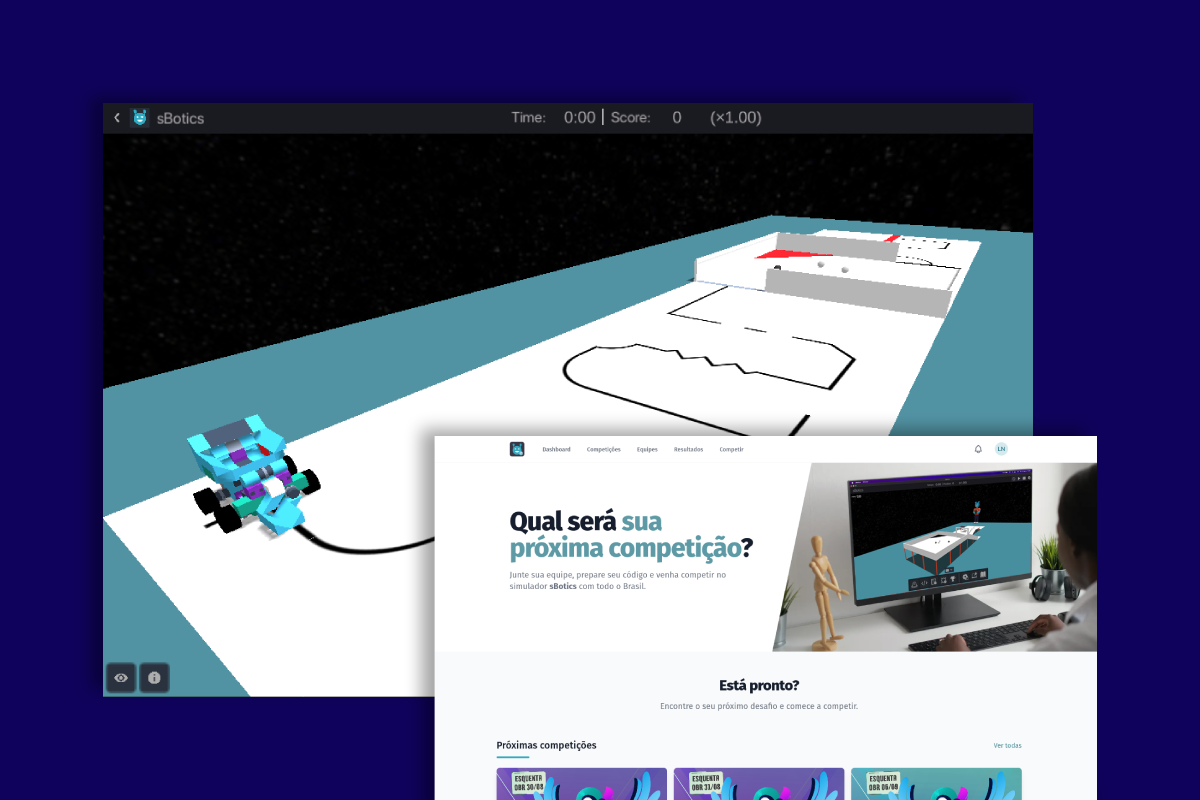 sBotics
Time: 0:00 | Score: 0 (×1.00)
Dashboard Competições Equipes Resultados Competir
LN
Qual será sua
próxima competição?
Junte sua equipe, prepare seu código e venha competir no
simulador sBotics com todo o Brasil.
Está pronto?
Encontre o seu próximo desafio e comece a competir.
Próximas competições
Ver todas
ESQUENTA
OBR 30/08
ESQUENTA
OBR 31/08
ESQUENTA
OBR 06/09